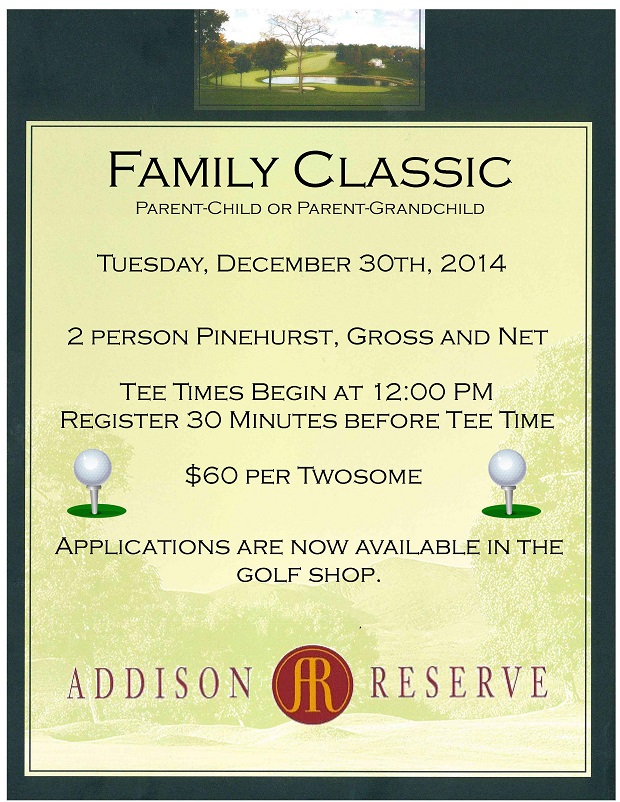 Family Classic
Parent-Child or Parent-Grandchild
Tuesday, December 30th, 2014
2 person Pinehurst, Gross and Net
Tee Times Begin at 12:00 PM
Register 30 Minutes before Tee Time
$60 per Twosome
Applications are now available in the
golf shop.
ADDISON AR RESERVE